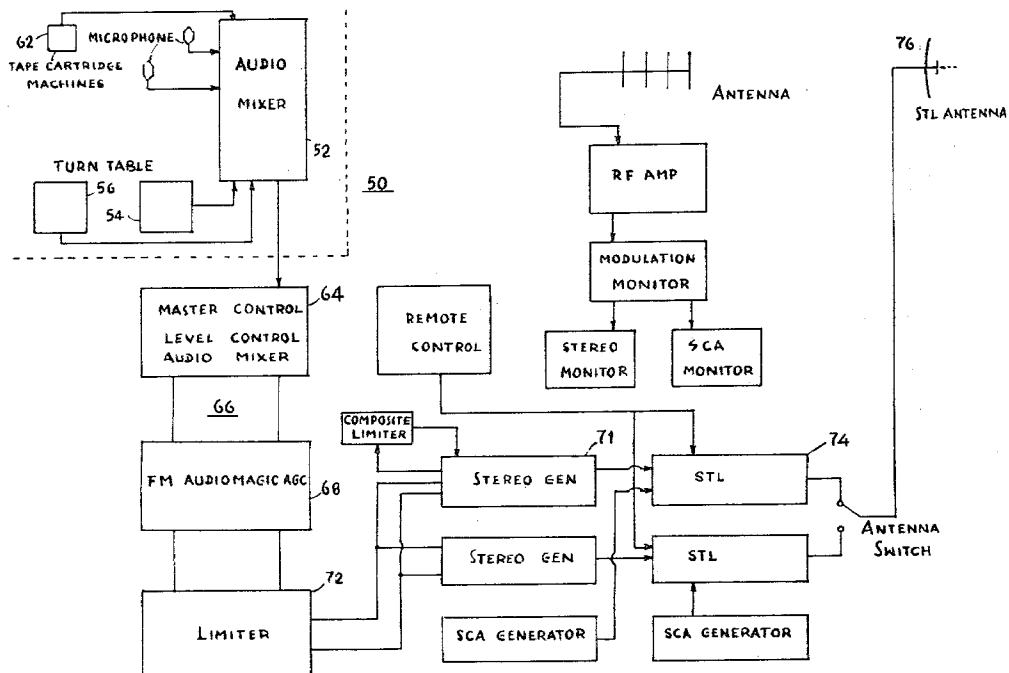 62
TAPE CARTRIDGE
MACHINES
MICROPHONE
AUDIO
MIXER
52
TURN TABLE
56
54
50
ANTENNA
76
STL ANTENNA
RF AMP
MODULATION
MONITOR
STEREO
MONITOR
SCA
MONITOR
MASTER CONTROL
LEVEL CONTROL
AUDIO MIXER
64
REMOTE
CONTROL
66
COMPOSITE
LIMITER
71
STEREO GEN
74
STL
FM AUDIOMAGIC AGC
68
ANTENNA
SWITCH
STEREO GEN
STL
72
LIMITER
SCA GENERATOR
SCA GENERATOR